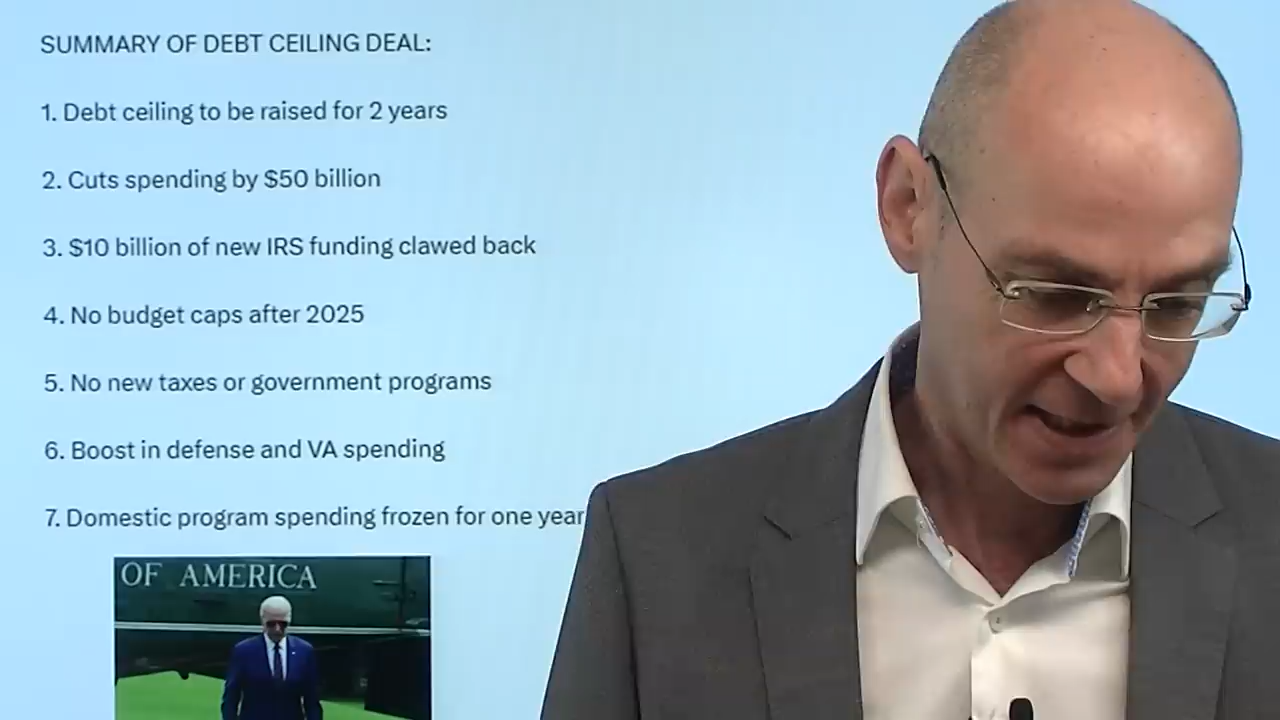 SUMMARY OF DEBT CEILING DEAL:
1. Debt ceiling to be raised for 2 years
2. Cuts spending by $50 billion
3. $10 billion of new IRS funding clawed back
4. No budget caps after 2025
5. No new taxes or government programs
6. Boost in defense and VA spending
7. Domestic program spending frozen for one year
OF AMERICA